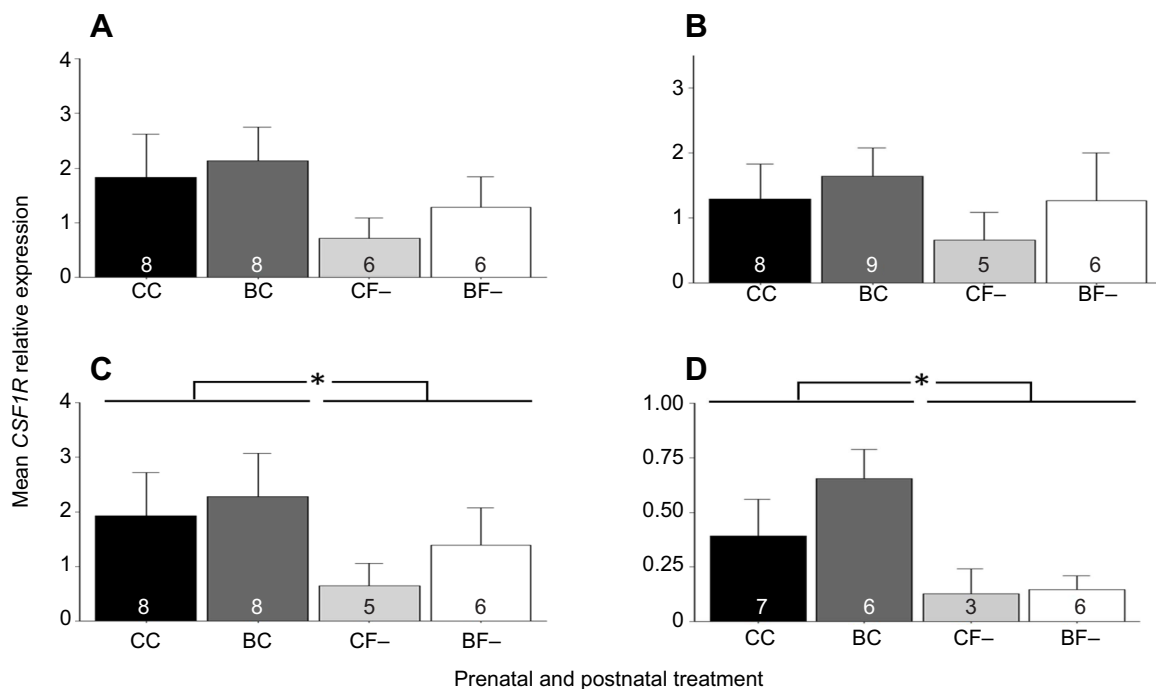 A
B
4
3
2
1
0
8
8
6
6
CC
BC
CF–
BF–
3
2
1
0
8
9
5
6
CC
BC
CF–
BF–
Mean CSF1R relative expression
C
D
*
*
4
3
2
1
0
8
8
5
6
CC
BC
CF–
BF–
1.00
0.75
0.50
0.25
0
7
6
3
6
CC
BC
CF–
BF–
Prenatal and postnatal treatment